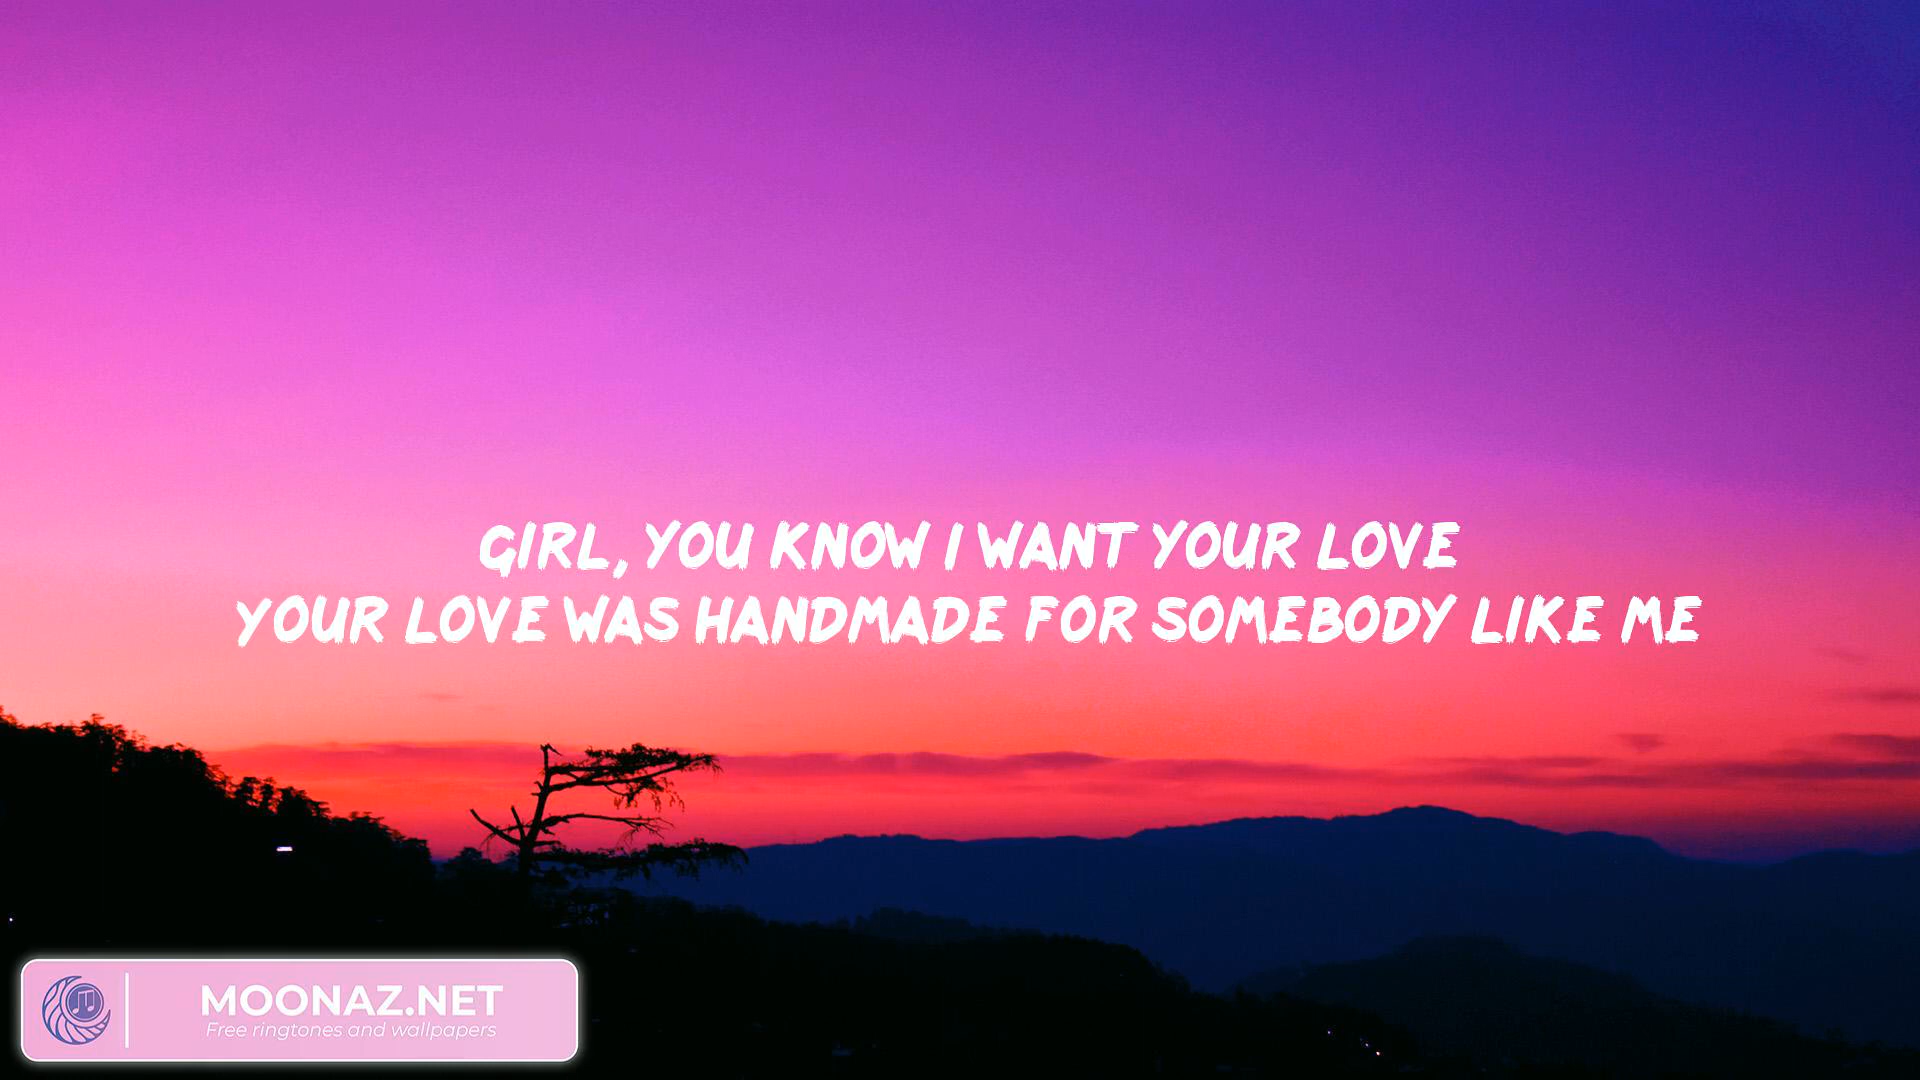 GIRL, YOU KNOW I WANT YOUR LOVE
YOUR LOVE WAS HANDMADE FOR SOMEBODY LIKE ME
MOONAZ.NET
Free ringtones and wallpapers